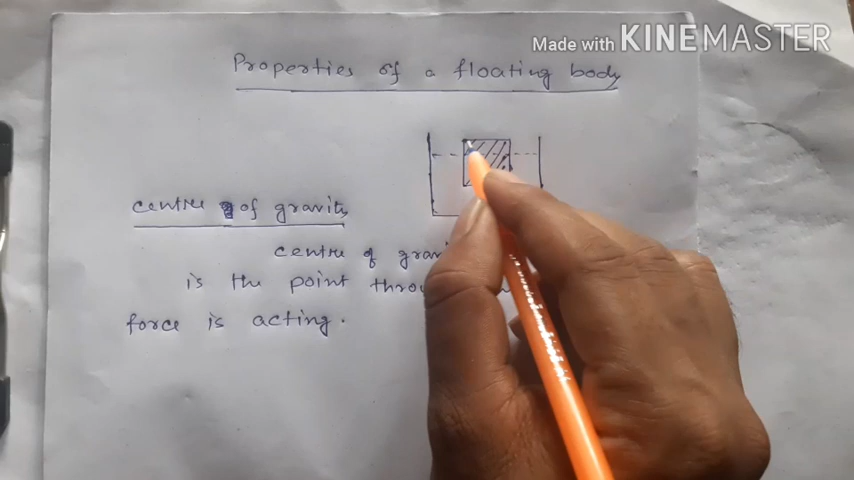 Made with KINEMASTER
Properties of a floating body
centre of gravity
centre of
is the point
force is acting.